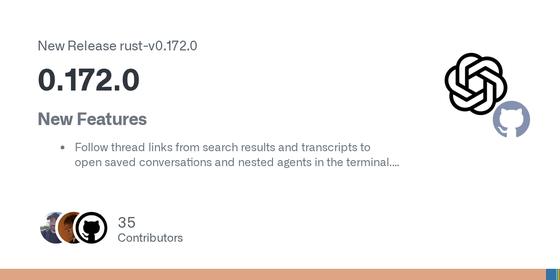 New Release rust-v0.172.0
0.172.0
New Features
• Follow thread links from search results and transcripts to
open saved conversations and nested agents in the terminal....
35
Contributors